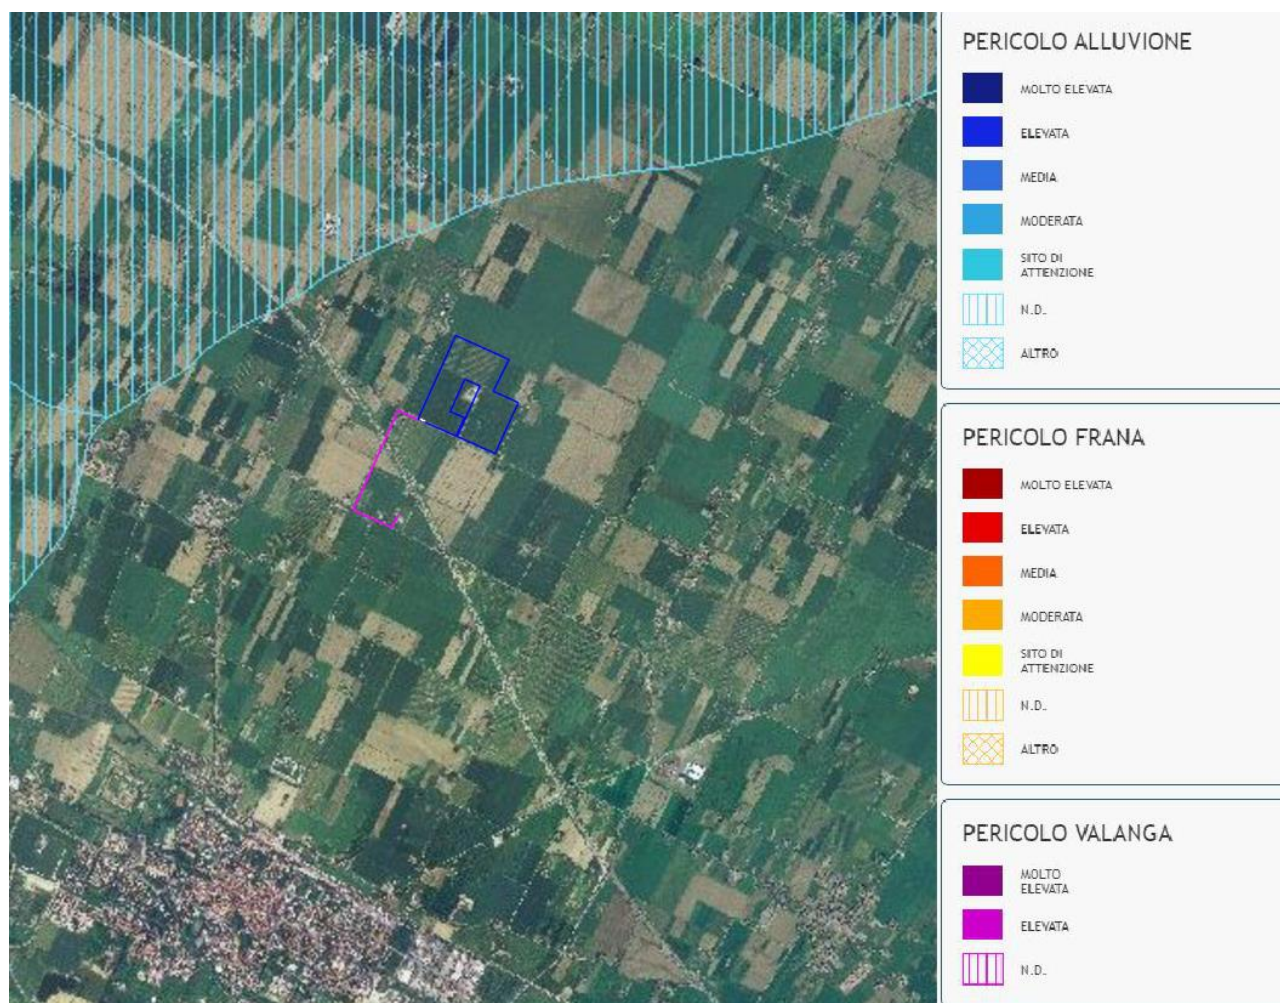 PERICOLO ALLUVIONE
MOLTO ELEVATA
ELEVATA
MEDIA
MODERATA
SITO DI
ATTENZIONE
N.D.
ALTRO
PERICOLO FRANA
MOLTO ELEVATA
ELEVATA
MEDIA
MODERATA
SITO DI
ATTENZIONE
N.D.
ALTRO
PERICOLO VALANGA
MOLTO
ELEVATA
ELEVATA
N.D.